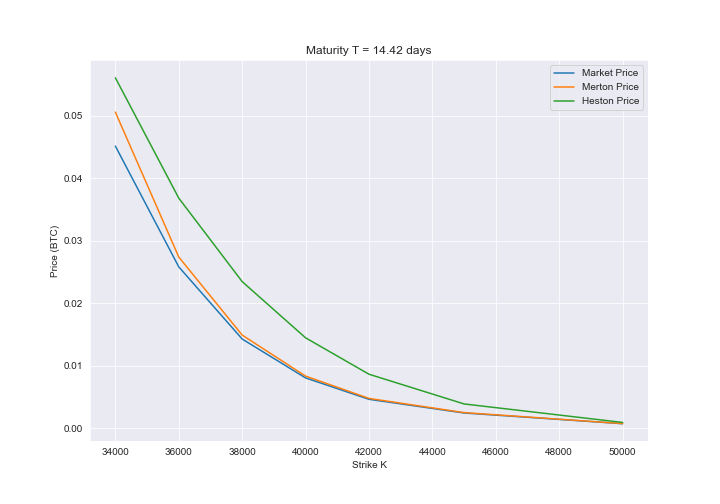 Maturity T = 14.42 days
Market Price
Merton Price
Heston Price
Price (BTC)
0.05
0.04
0.03
0.02
0.01
0.00
34000 36000 38000 40000 42000 44000 46000 48000 50000
Strike K